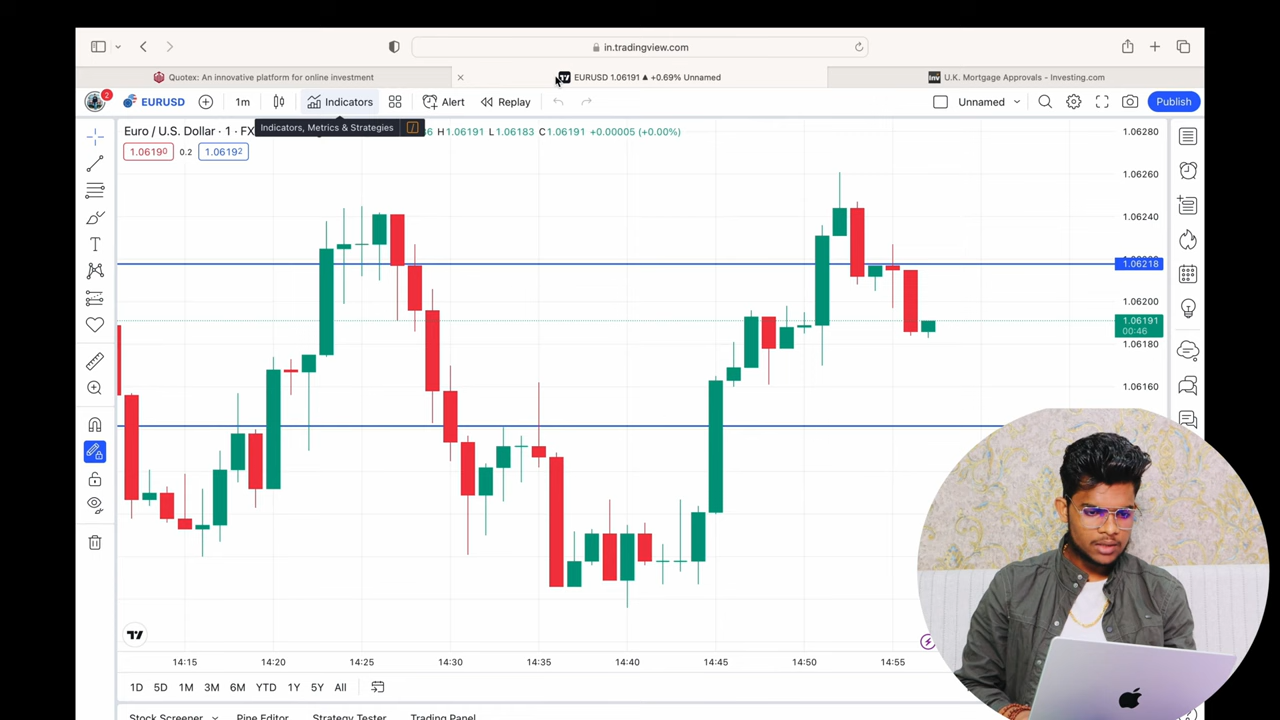 in.tradingview.com
Quotex: An innovative platform for online investment
EURUSD 1.06191 ▲ +0.69% Unnamed
Inv
U.K. Mortgage Approvals - Investing.com
2
EURUSD
1m
Indicators
Alert
Replay
Unnamed
Publish
Euro / U.S. Dollar · 1 · FX
Indicators, Metrics & Strategies /
H1.06191 L1.06183 C1.06191 +0.00005 (+0.00%)
1.06190
0.2
1.06192
1.06280
1.06260
1.06240
1.06218
1.06200
1.06191
00:46
1.06180
1.06160
14:15
14:20
14:25
14:30
14:35
14:40
14:45
14:50
14:55
1D 5D 1M 3M 6M YTD 1Y 5Y All
Stock Screener
Pine Editor
Strategy Tester
Trading Panel